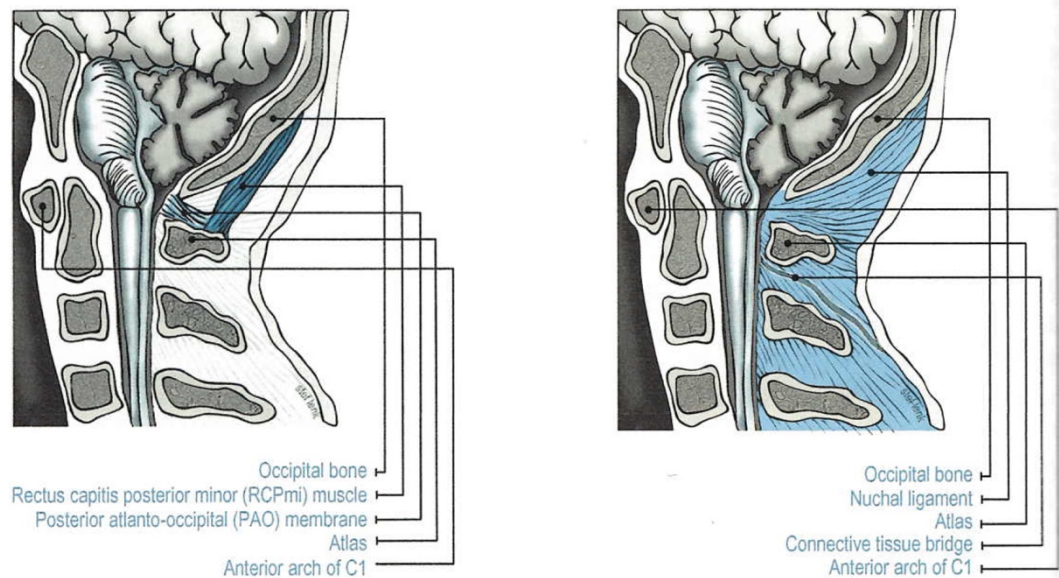 Occipital bone
Rectus capitis posterior minor (RCPmi) muscle
Posterior atlanto-occipital (PAO) membrane
Atlas
Anterior arch of C1
Occipital bone
Nuchal ligament
Atlas
Connective tissue bridge
Anterior arch of C1